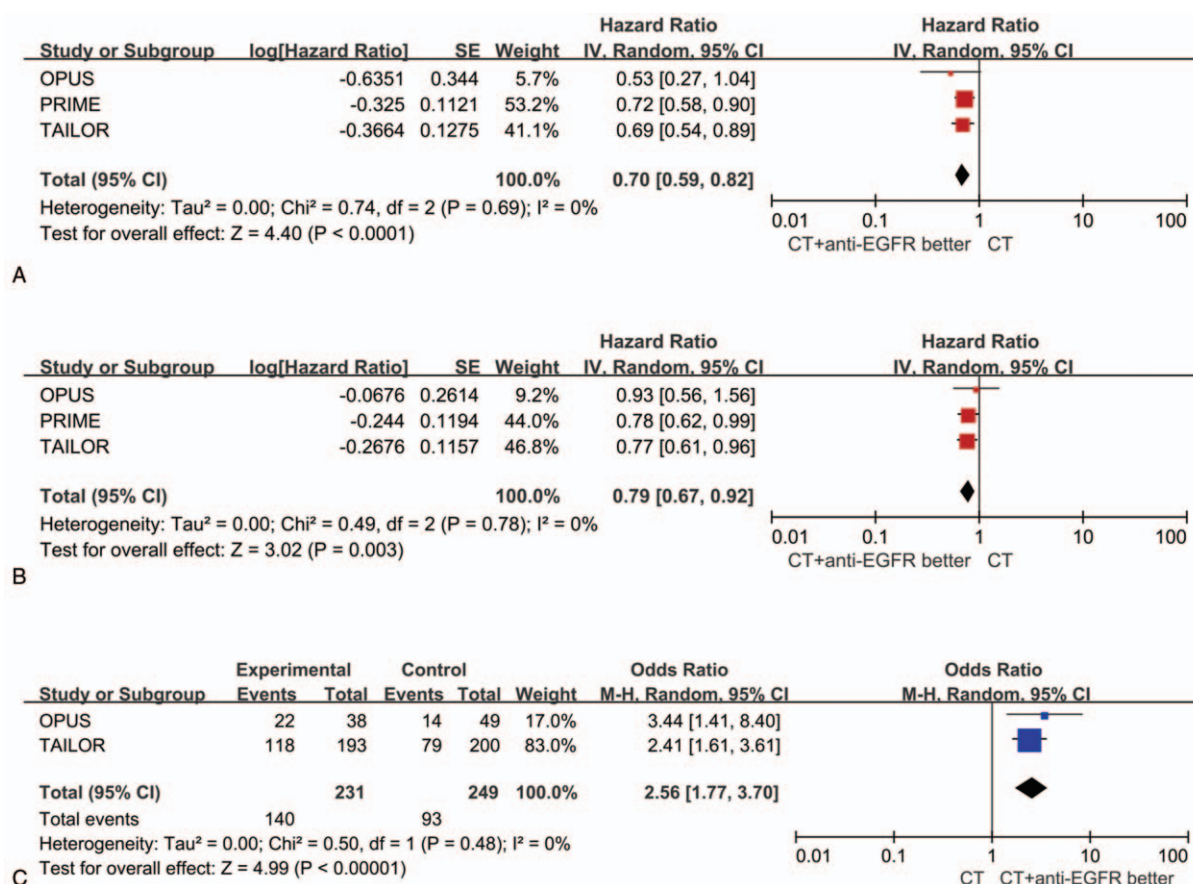 Hazard Ratio Hazard Ratio
Study or Subgroup log[Hazard Ratio] SE Weight IV, Random, 95% CI IV, Random, 95% CI
OPUS -0.6351 0.344 5.7% 0.53 [0.27, 1.04]
PRIME -0.325 0.1121 53.2% 0.72 [0.58, 0.90]
TAILOR -0.3664 0.1275 41.1% 0.69 [0.54, 0.89]
Total (95% CI) 100.0% 0.70 [0.59, 0.82]
Heterogeneity: Tau² = 0.00; Chi² = 0.74, df = 2 (P = 0.69); I² = 0%
Test for overall effect: Z = 4.40 (P < 0.0001)
0.01 0.1 1 10 100
CT+anti-EGFR better CT
A
Hazard Ratio Hazard Ratio
Study or Subgroup log[Hazard Ratio] SE Weight IV, Random, 95% CI IV, Random, 95% CI
OPUS -0.0676 0.2614 9.2% 0.93 [0.56, 1.56]
PRIME -0.244 0.1194 44.0% 0.78 [0.62, 0.99]
TAILOR -0.2676 0.1157 46.8% 0.77 [0.61, 0.96]
Total (95% CI) 100.0% 0.79 [0.67, 0.92]
Heterogeneity: Tau² = 0.00; Chi² = 0.49, df = 2 (P = 0.78); I² = 0%
Test for overall effect: Z = 3.02 (P = 0.003)
0.01 0.1 1 10 100
CT+anti-EGFR better CT
B
Experimental Control Odds Ratio Odds Ratio
Study or Subgroup Events Total Events Total Weight M-H, Random, 95% CI M-H, Random, 95% CI
OPUS 22 38 14 49 17.0% 3.44 [1.41, 8.40]
TAILOR 118 193 79 200 83.0% 2.41 [1.61, 3.61]
Total (95% CI) 231 249 100.0% 2.56 [1.77, 3.70]
Total events 140 93
Heterogeneity: Tau² = 0.00; Chi² = 0.50, df = 1 (P = 0.48); I² = 0%
Test for overall effect: Z = 4.99 (P < 0.00001)
0.01 0.1 1 10 100
CT CT+anti-EGFR better
C